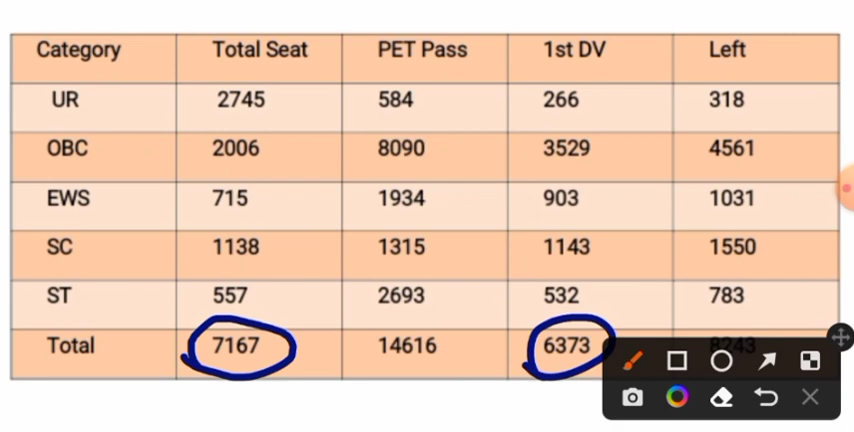 Category Total Seat PET Pass 1st DV Left
UR 2745 584 266 318
OBC 2006 8090 3529 4561
EWS 715 1934 903 1031
SC 1138 1315 1143 1550
ST 557 2693 532 783
Total 7167 14616 6373 8243